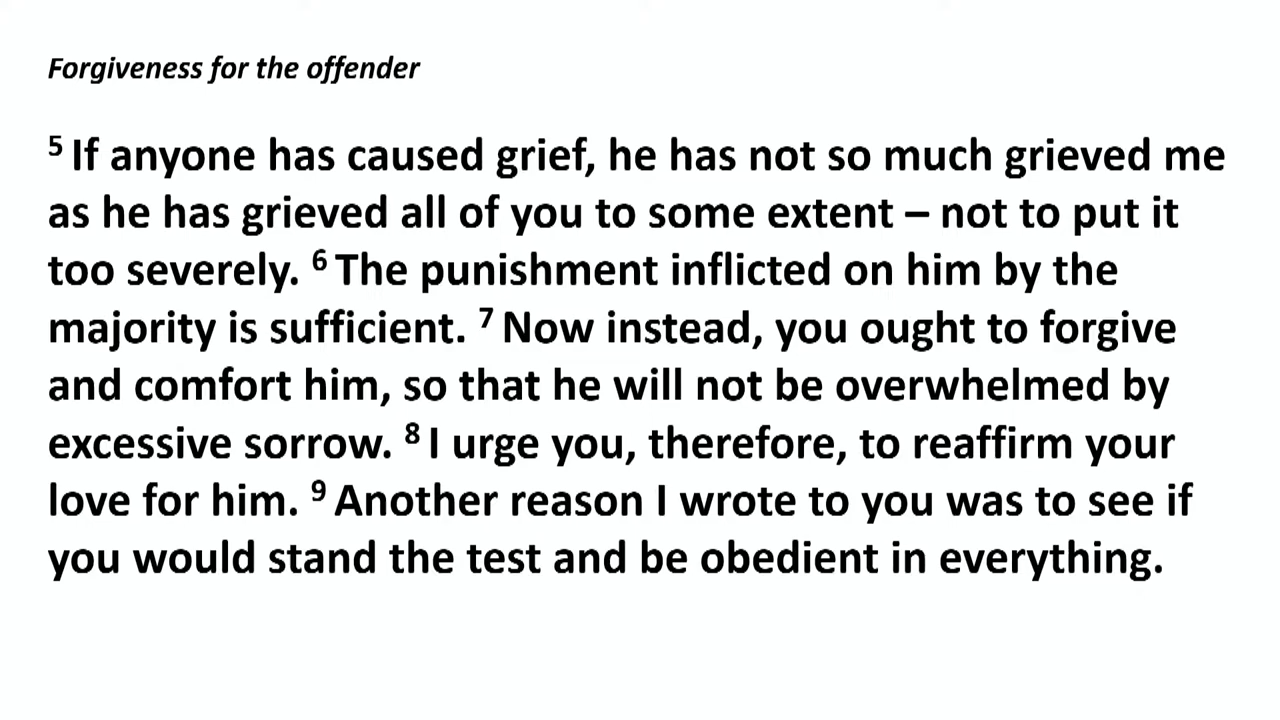 Forgiveness for the offender
5 If anyone has caused grief, he has not so much grieved me
as he has grieved all of you to some extent – not to put it
too severely. 6 The punishment inflicted on him by the
majority is sufficient. 7 Now instead, you ought to forgive
and comfort him, so that he will not be overwhelmed by
excessive sorrow. 8 I urge you, therefore, to reaffirm your
love for him. 9 Another reason I wrote to you was to see if
you would stand the test and be obedient in everything.